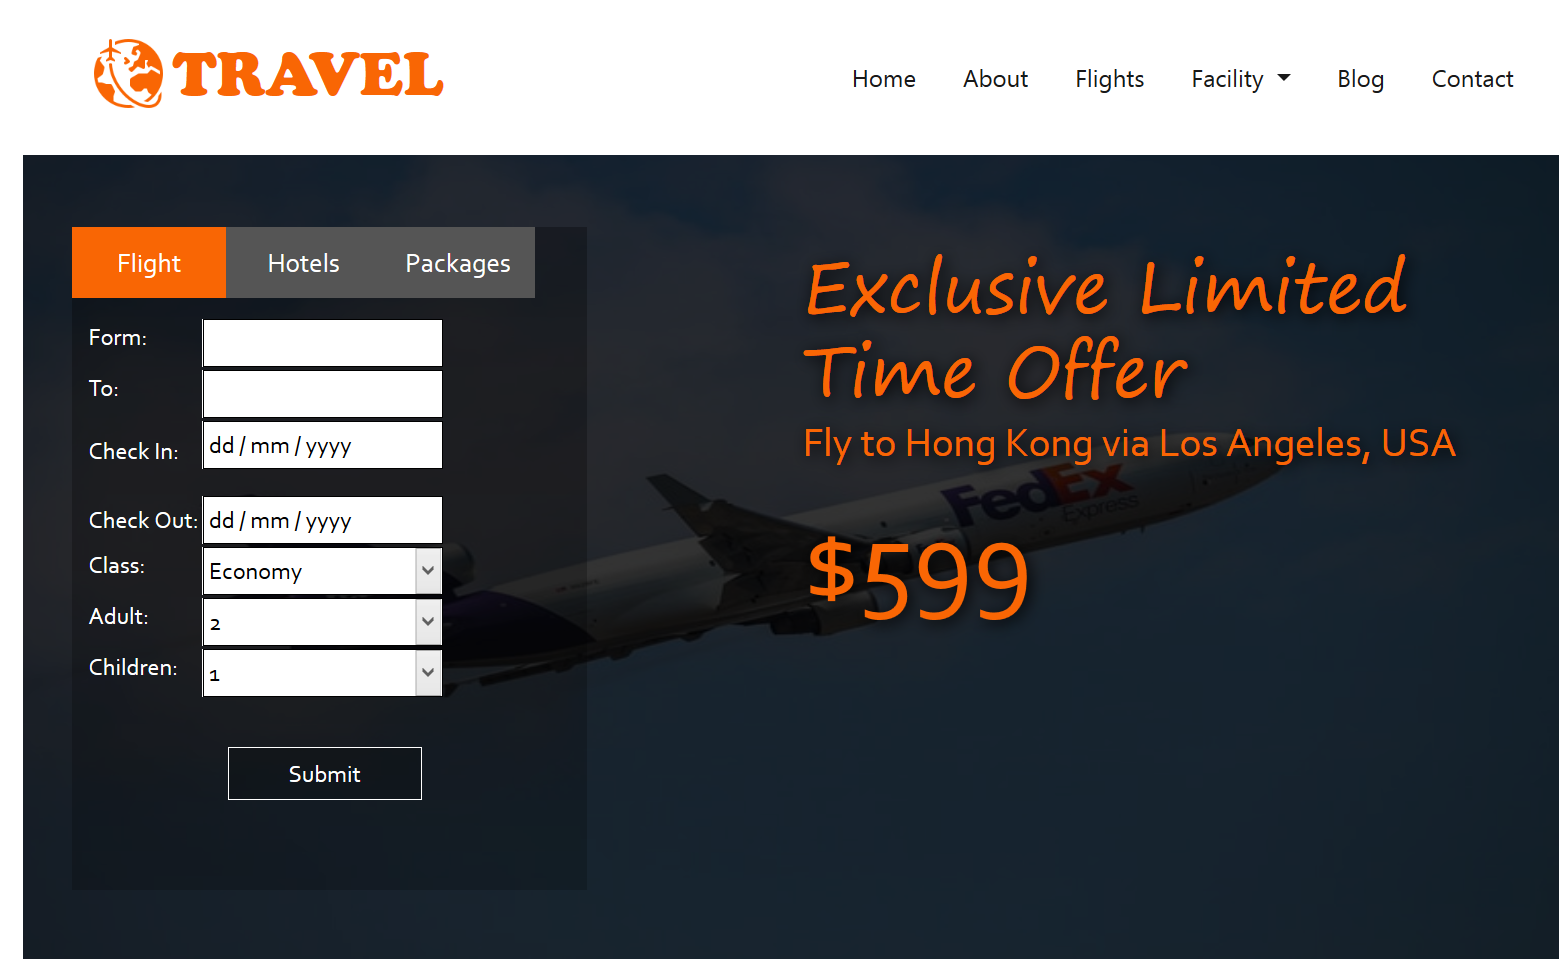 TRAVEL
Home About Flights Facility Blog Contact
Flight Hotels Packages
Form:
To:
Check In: dd / mm / yyyy
Check Out: dd / mm / yyyy
Class: Economy
Adult: 2
Children: 1
Submit
Exclusive Limited
Time Offer
Fly to Hong Kong via Los Angeles, USA
FedEx
Express
$599